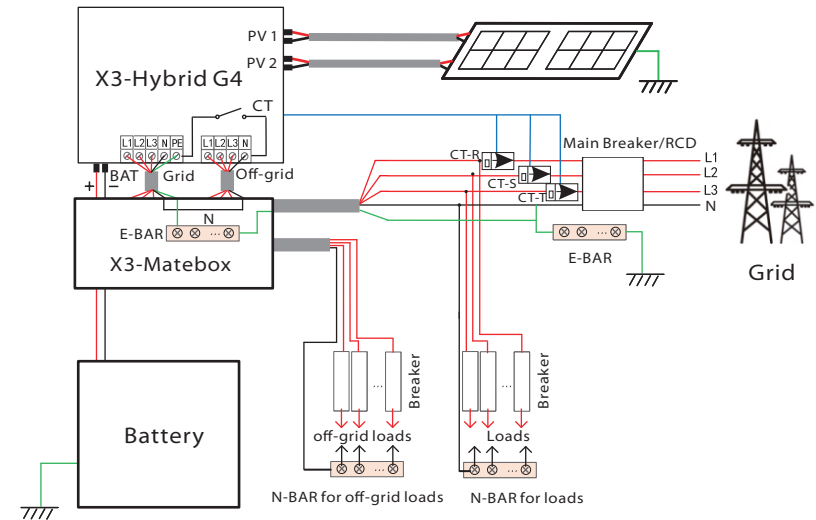 PV 1
PV 2
X3-Hybrid G4
CT
L1 L2 L3 N PE
L1 L2 L3 N
BAT
Grid
Off-grid
+
−
N
E-BAR
X3-Matebox
CT-R
CT-S
CT-T
Main Breaker/RCD
L1
L2
L3
N
E-BAR
Grid
Battery
...
Breaker
off-grid loads
...
N-BAR for off-grid loads
...
Breaker
Loads
...
N-BAR for loads